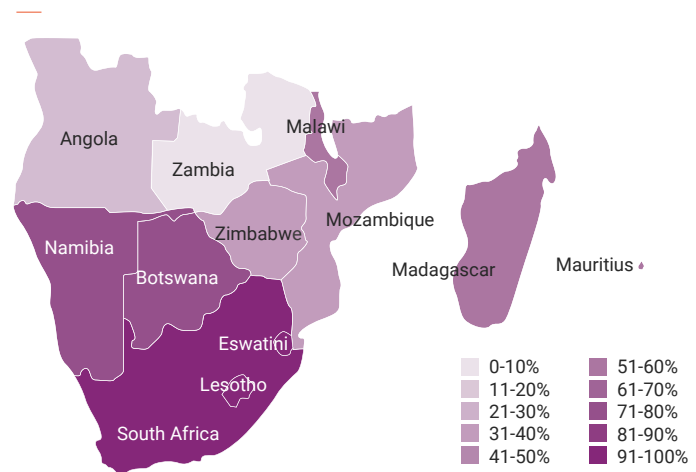 Angola
Malawi
Zambia
Mozambique
Zimbabwe
Namibia
Botswana
Madagascar
Mauritius
Eswatini
Lesotho
South Africa
0-10%
11-20%
21-30%
31-40%
41-50%
51-60%
61-70%
71-80%
81-90%
91-100%